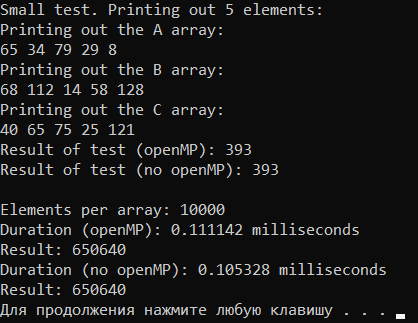 Small test. Printing out 5 elements:
Printing out the A array:
65 34 79 29 8
Printing out the B array:
68 112 14 58 128
Printing out the C array:
40 65 75 25 121
Result of test (openMP): 393
Result of test (no openMP): 393
Elements per array: 10000
Duration (openMP): 0.111142 milliseconds
Result: 650640
Duration (no openMP): 0.105328 milliseconds
Result: 650640
Для продолжения нажмите любую клавишу . . .